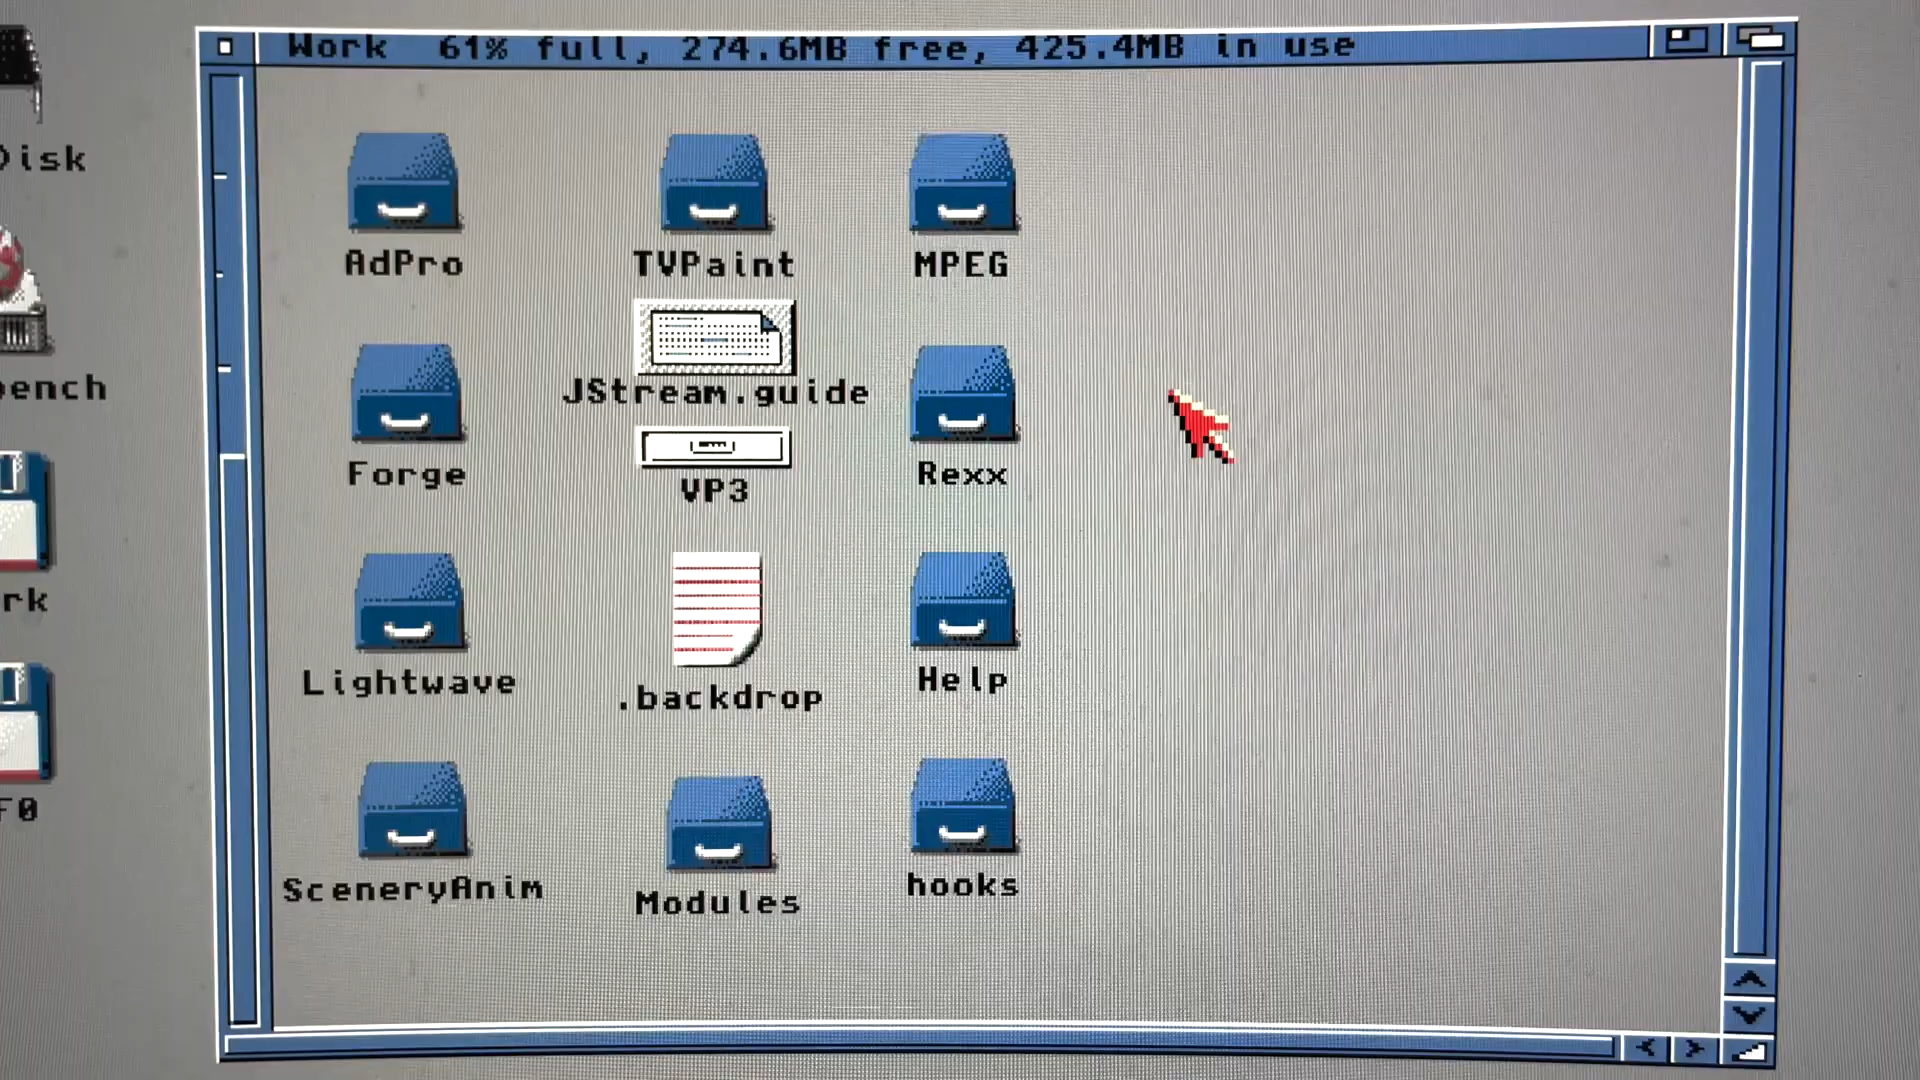 Work 61% full, 274.6MB free, 425.4MB in use
Disk
AdPro
TVPaint
MPEG
JStream.guide
bench
Forge
VP3
Rexx
rk
Lightwave
.backdrop
Help
F0
SceneryAnim
Modules
hooks